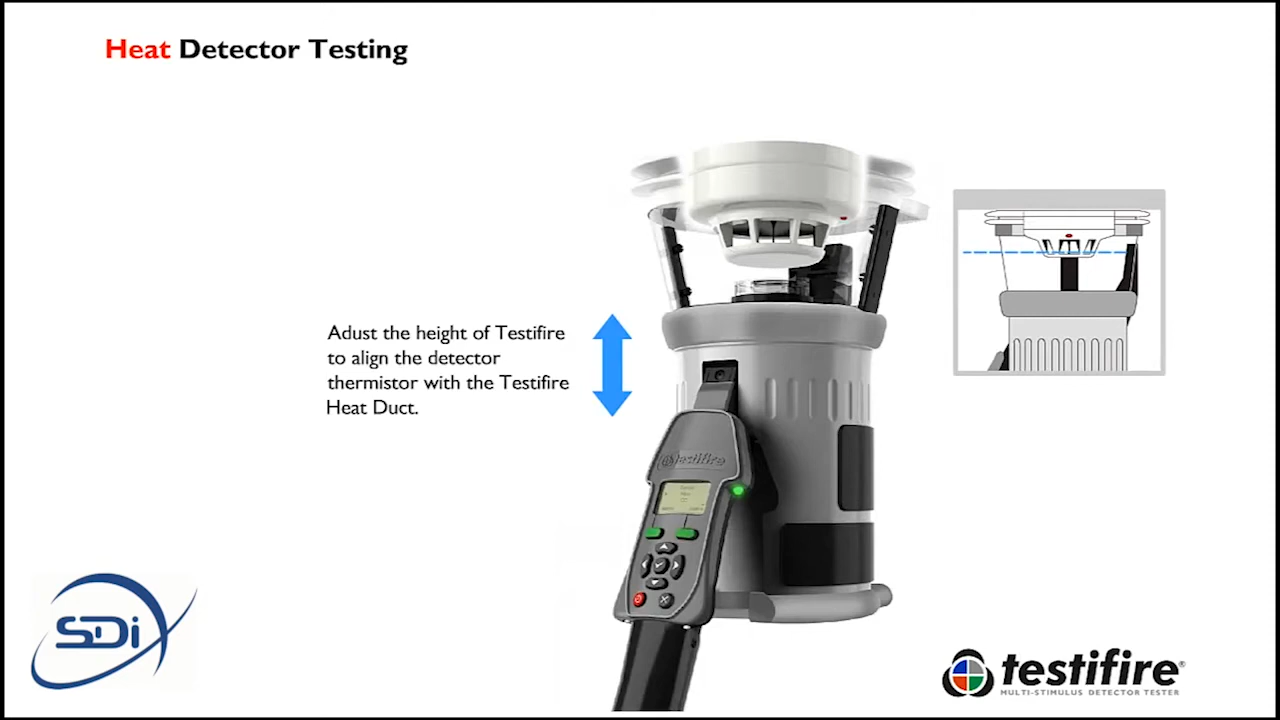 Heat Detector Testing
Adust the height of Testifire
to align the detector
thermistor with the Testifire
Heat Duct.
testifire
SDi
testifire®
MULTI-STIMULUS DETECTOR TESTER